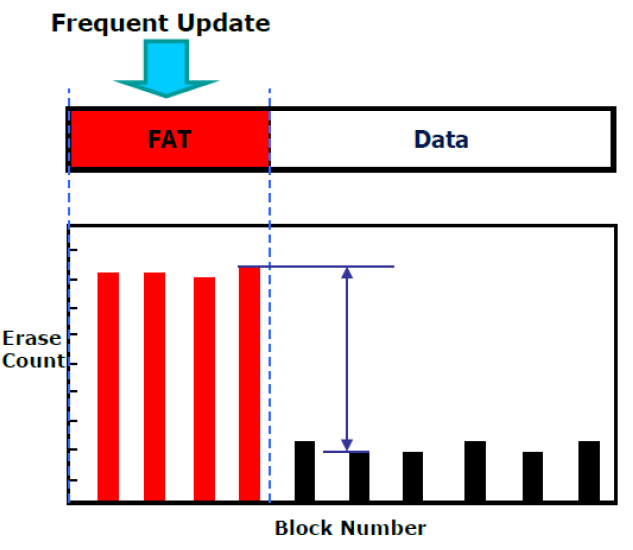 Frequent Update
FAT
Data
Erase
Count
Block Number